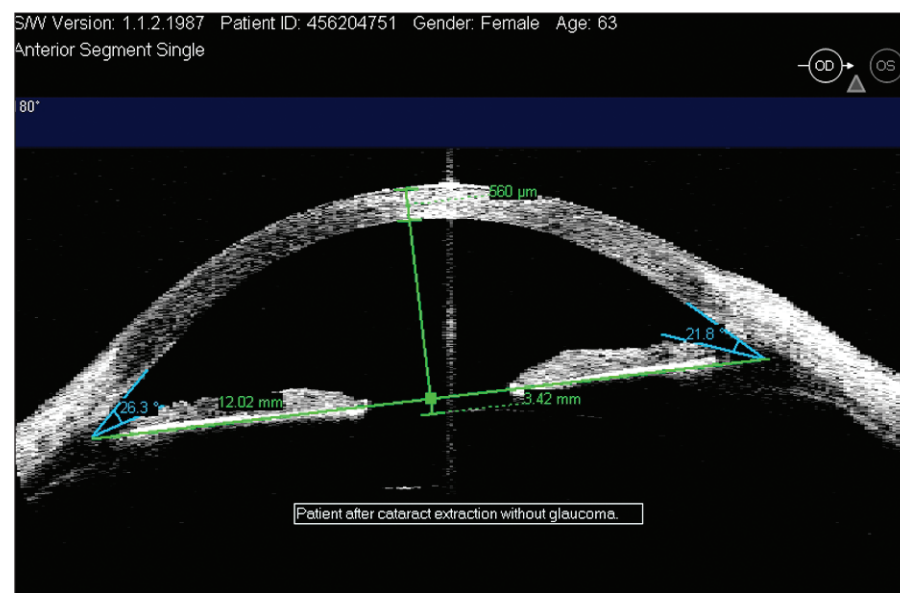 S/W Version: 1.1.2.1987 Patient ID: 456204751 Gender: Female Age: 63
Anterior Segment Single
OD OS
80°
560 µm
21.8 °
26.3 °
12.02 mm
3.42 mm
Patient after cataract extraction without glaucoma.